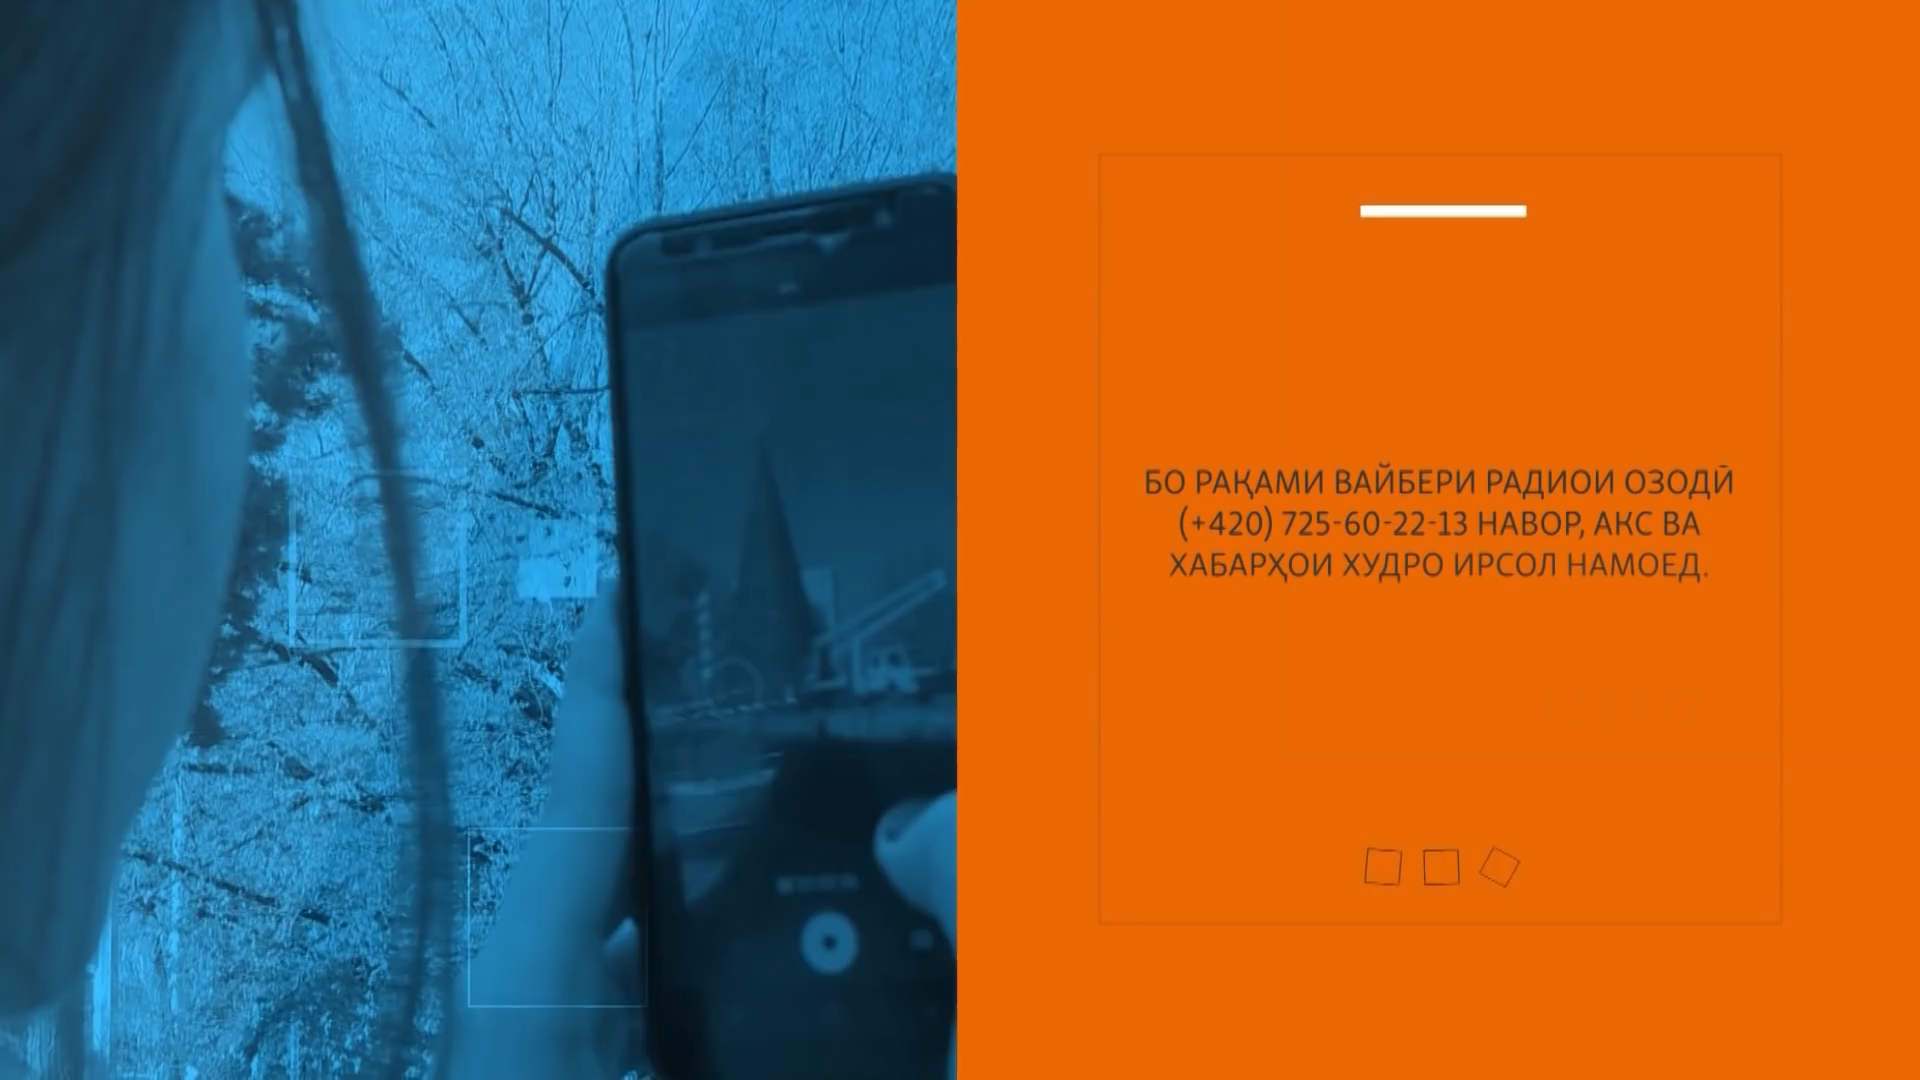 БО РАҚАМИ ВАЙБЕРИ РАДИОИ ОЗОДӢ
(+420) 725-60-22-13 НАВОР, АКС ВА
ХАБАРҲОИ ХУДРО ИРСОЛ НАМОЕД.